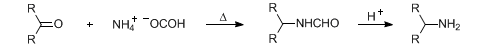 R R R
=O + NH₄⁺ ⁻OCOH Δ —NHCHO H⁺ —NH₂
R R R